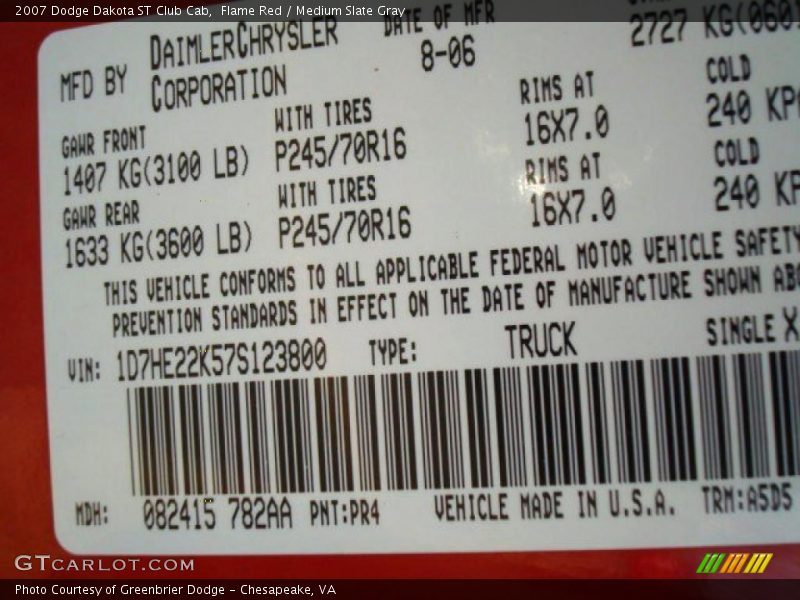 2007 Dodge Dakota ST Club Cab, Flame Red / Medium Slate Gray
MFD BY DAIMLERCHRYSLER CORPORATION
DATE OF MFR
8-06
2727 KG(060
GAWR FRONT WITH TIRES RIMS AT COLD
1407 KG(3100 LB) P245/70R16 16X7.0 240 KP
GAWR REAR WITH TIRES RIMS AT COLD
1633 KG(3600 LB) P245/70R16 16X7.0 240 KP
THIS VEHICLE CONFORMS TO ALL APPLICABLE FEDERAL MOTOR VEHICLE SAFETY
PREVENTION STANDARDS IN EFFECT ON THE DATE OF MANUFACTURE SHOWN ABO
VIN: 1D7HE22K57S123800 TYPE: TRUCK SINGLE X
MDH: 082415 782AA PNT:PR4 VEHICLE MADE IN U.S.A. TRM:A5D5
GTCARLOT.COM
Photo Courtesy of Greenbrier Dodge – Chesapeake, VA